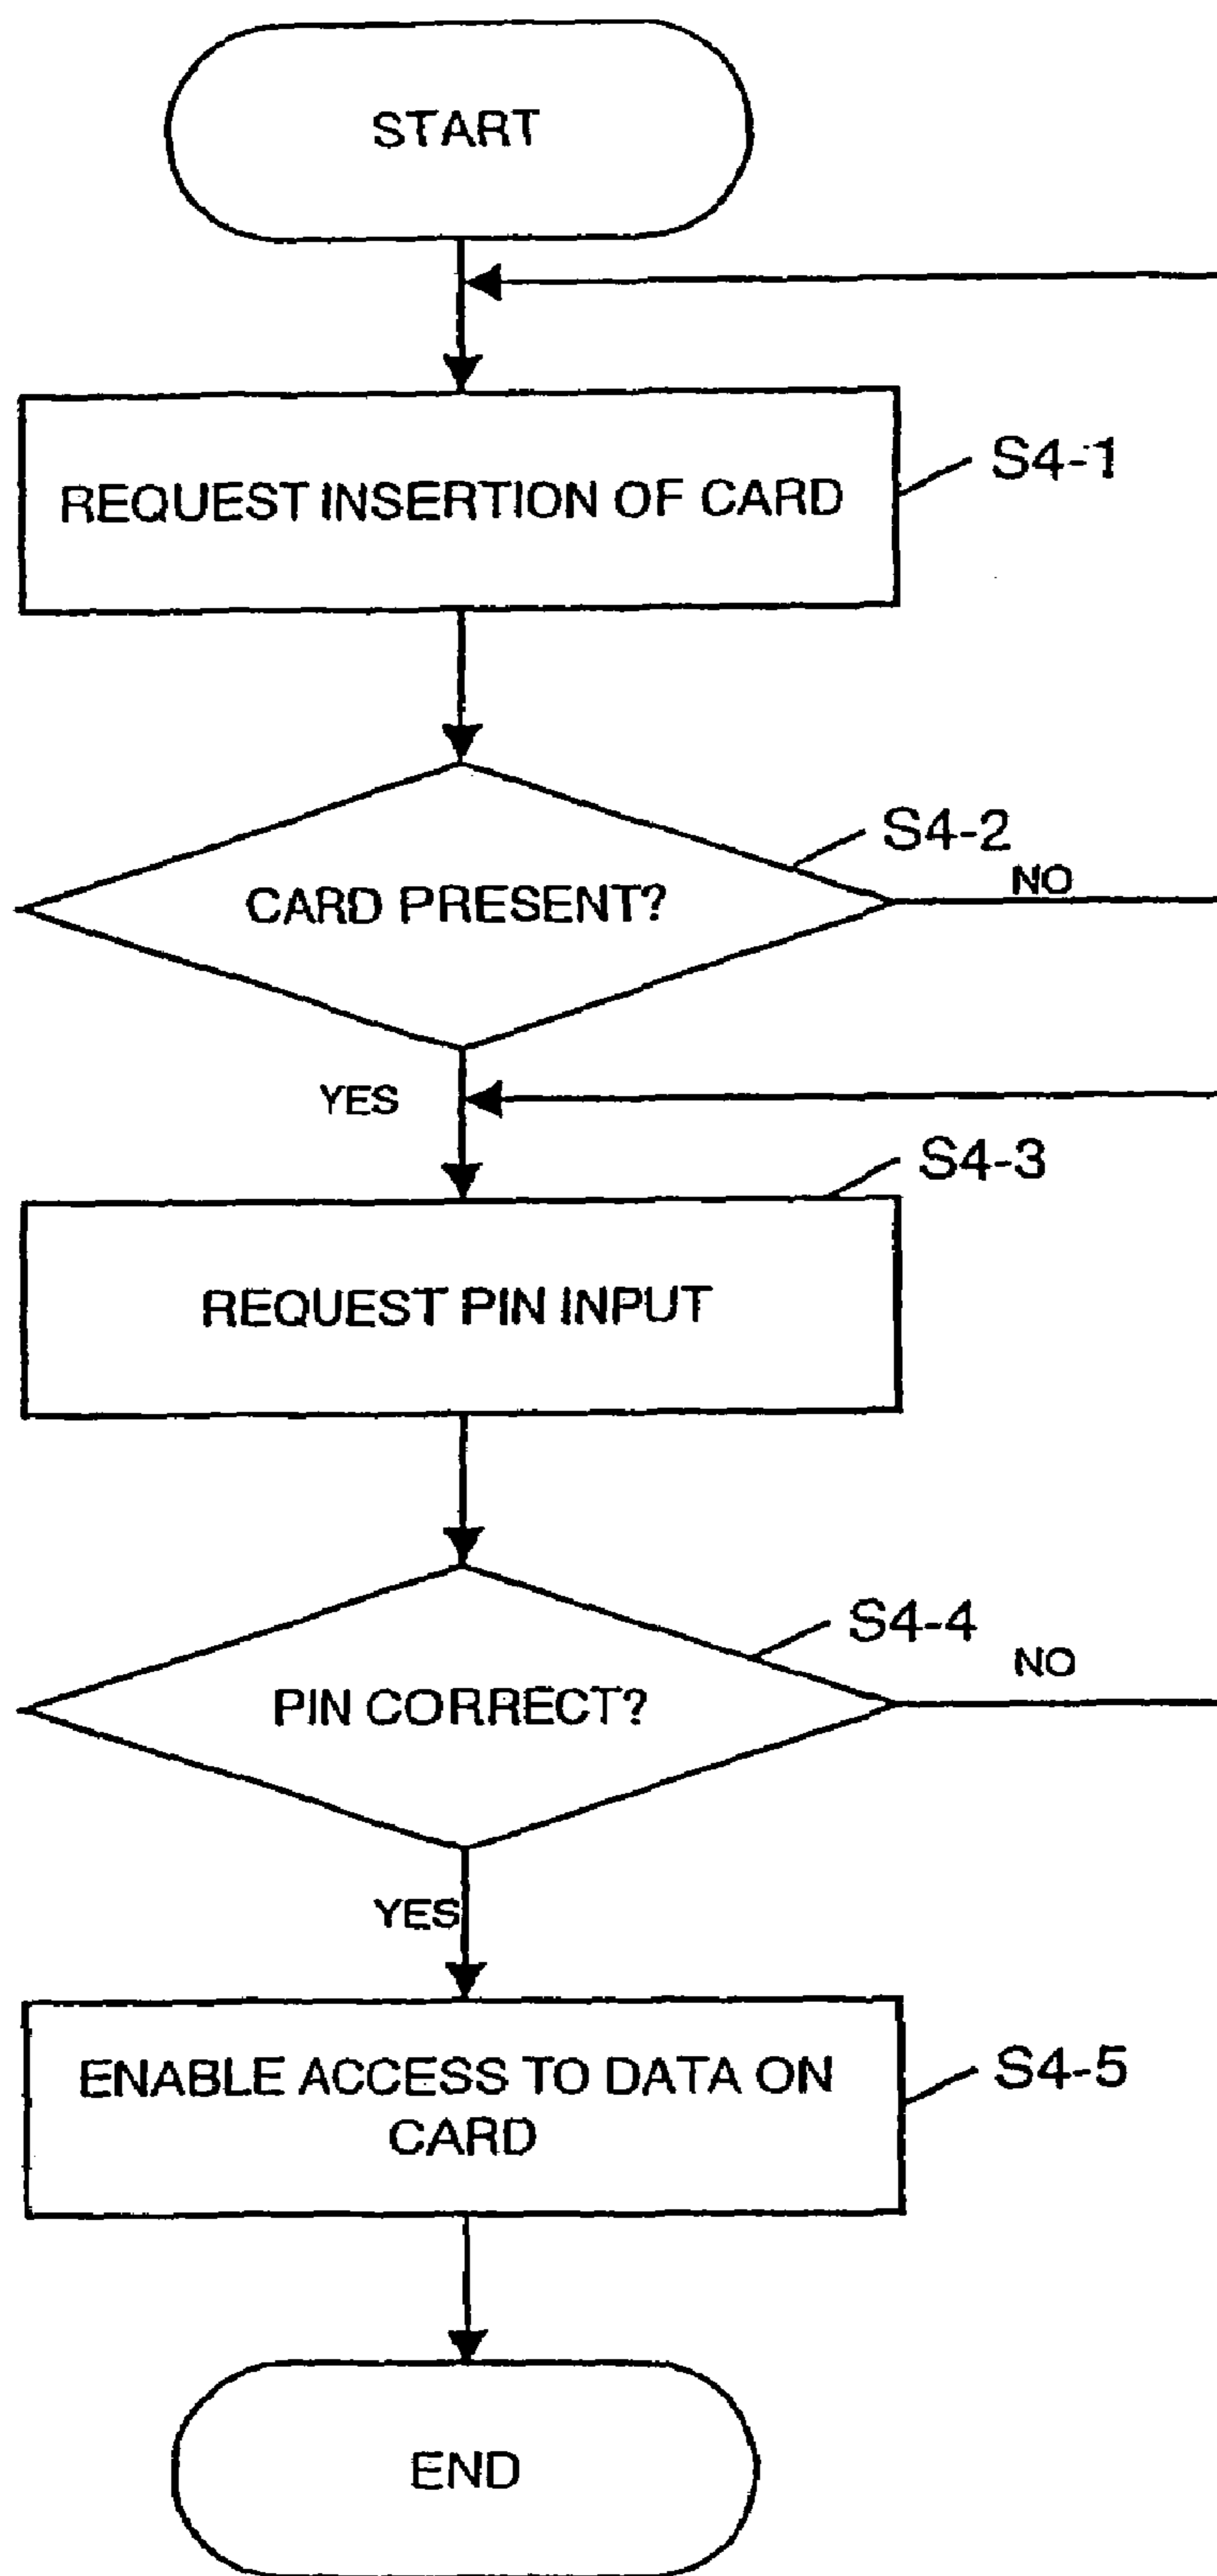 START
REQUEST INSERTION OF CARD
S4-1
S4-2
CARD PRESENT?
NO
YES
S4-3
REQUEST PIN INPUT
S4-4
PIN CORRECT?
NO
YES
ENABLE ACCESS TO DATA ON
CARD
S4-5
END